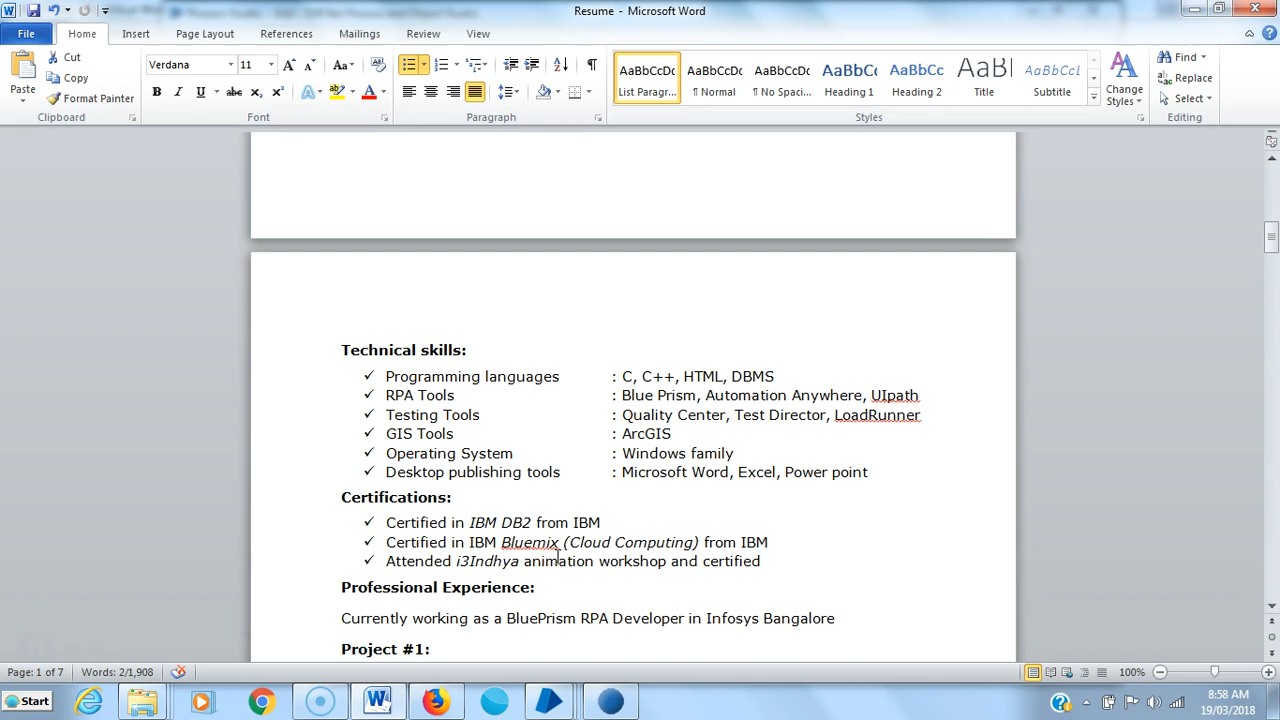 Resume - Microsoft Word
File Home Insert Page Layout References Mailings Review View
Cut
Copy
Format Painter
Paste
Clipboard
Verdana 11
Font
Paragraph
AaBbCcDc AaBbCcDc AaBbCcDc AaBbCc AaBbCc AaBl AaBbCcL
List Paragr... ¶ Normal ¶ No Spacin... Heading 1 Heading 2 Title Subtitle
Styles
Change Styles
Find
Replace
Select
Editing
Technical skills:
✓ Programming languages : C, C++, HTML, DBMS
✓ RPA Tools : Blue Prism, Automation Anywhere, UIpath
✓ Testing Tools : Quality Center, Test Director, LoadRunner
✓ GIS Tools : ArcGIS
✓ Operating System : Windows family
✓ Desktop publishing tools : Microsoft Word, Excel, Power point
Certifications:
✓ Certified in IBM DB2 from IBM
✓ Certified in IBM Bluemix (Cloud Computing) from IBM
✓ Attended i3Indhya animation workshop and certified
Professional Experience:
Currently working as a BluePrism RPA Developer in Infosys Bangalore
Project #1:
Page: 1 of 7 Words: 2/1,908 100%
Start
8:58 AM
19/03/2018